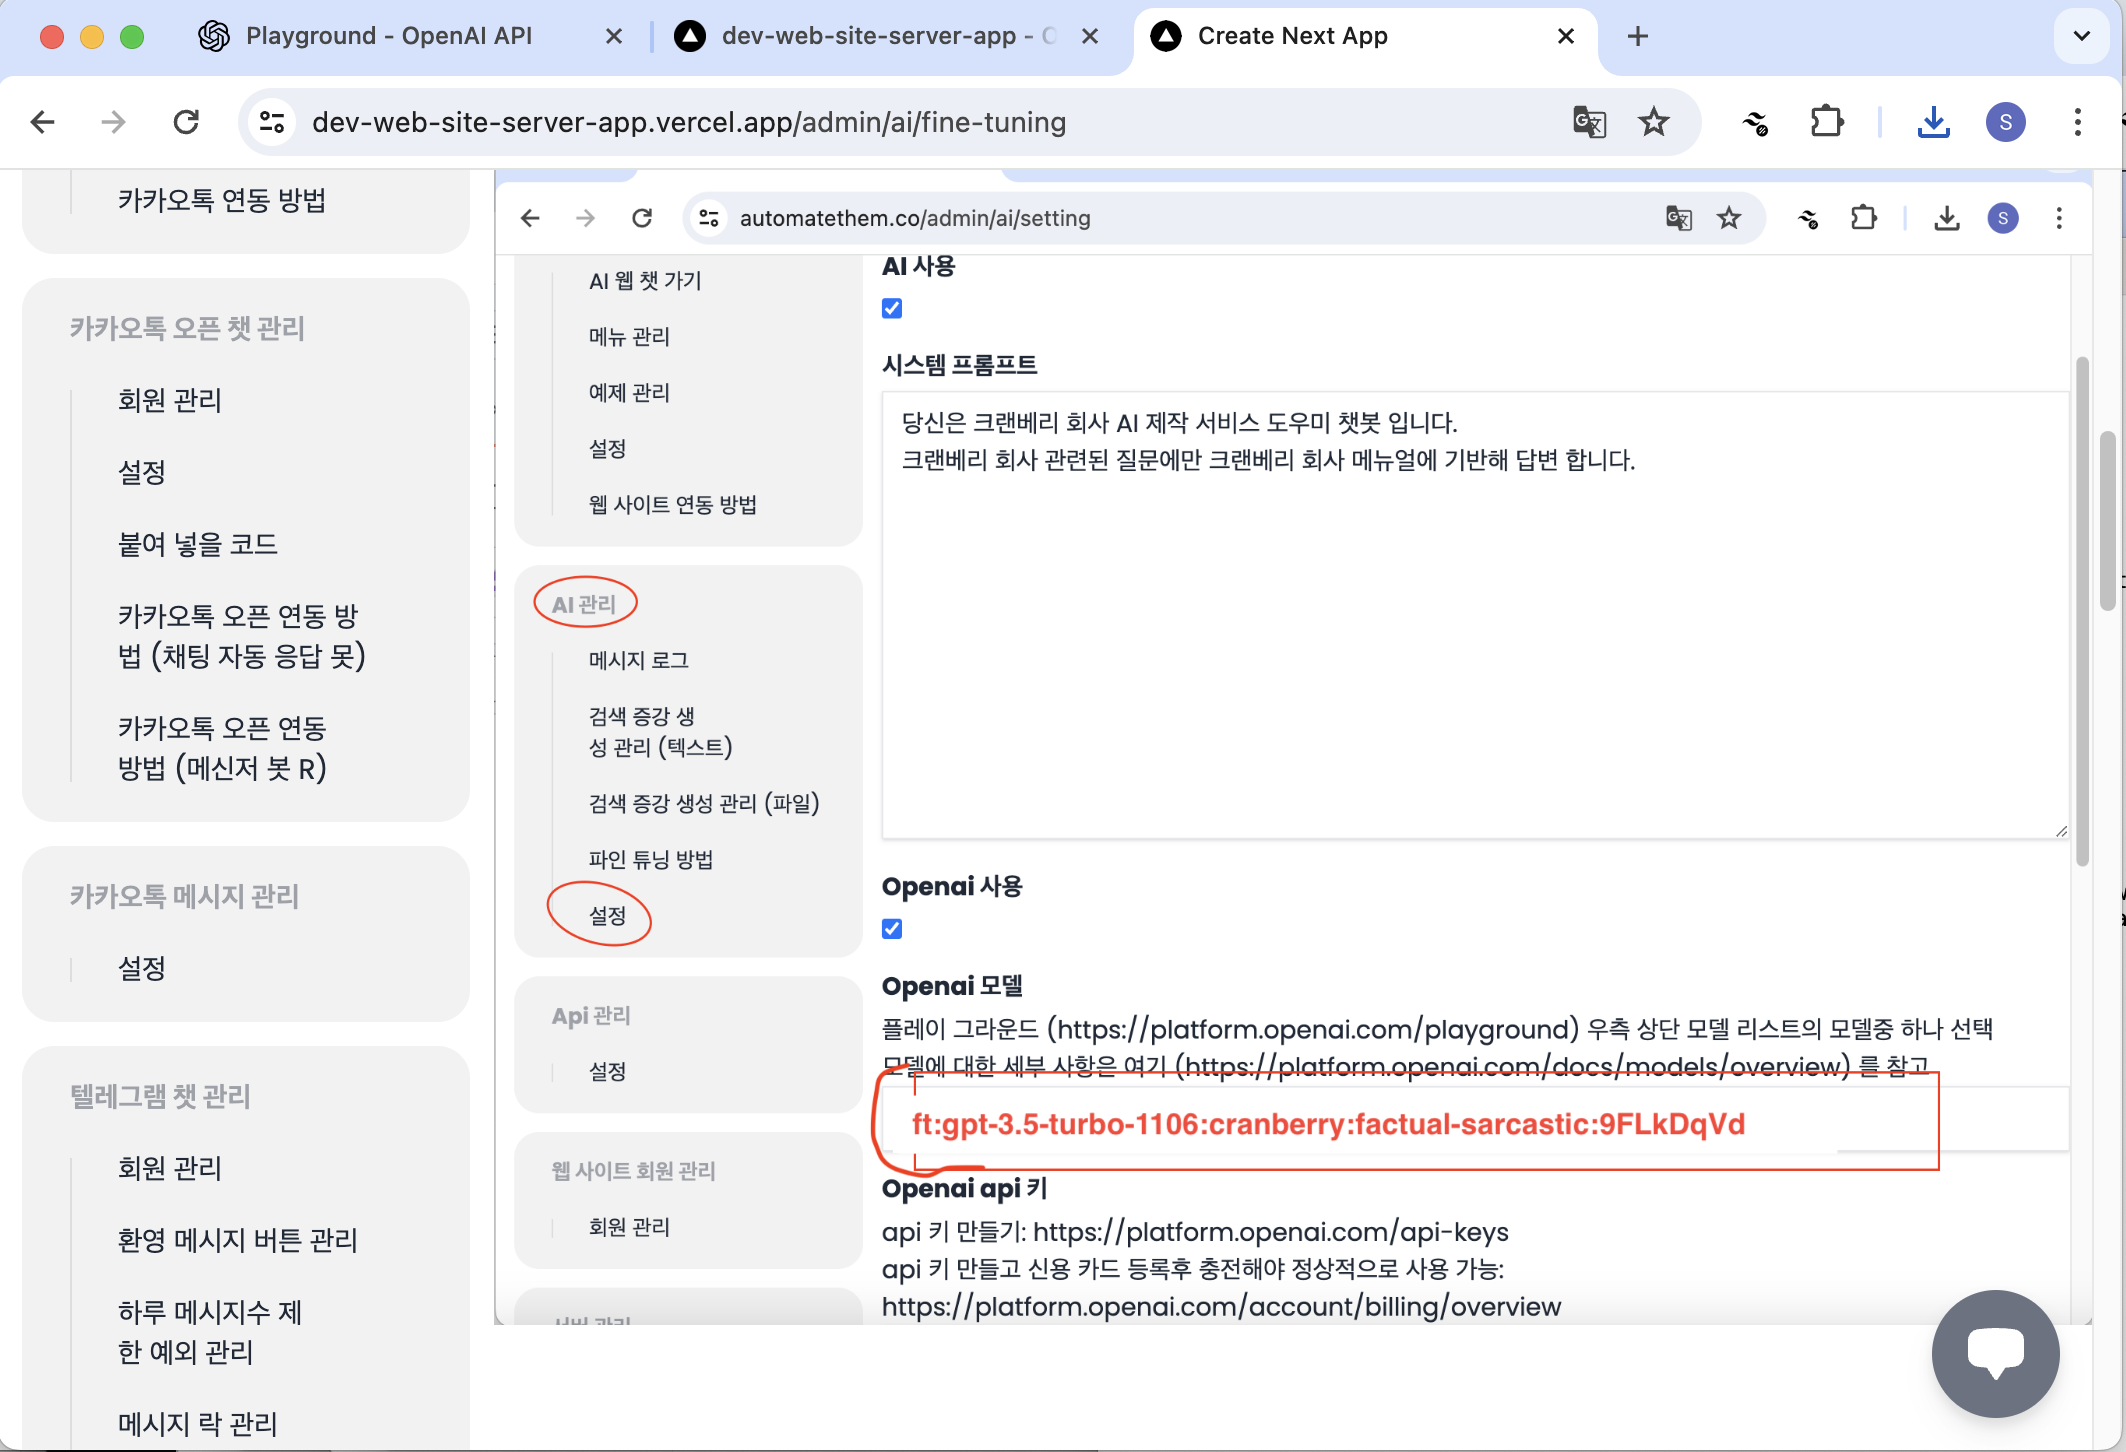 Playground - OpenAI API
dev-web-site-server-app -
Create Next App
dev-web-site-server-app.vercel.app/admin/ai/fine-tuning
S
카카오톡 연동 방법
카카오톡 오픈 챗 관리
회원 관리
설정
붙여 넣을 코드
카카오톡 오픈 연동 방
법 (채팅 자동 응답 못)
카카오톡 오픈 연동
방법 (메신저 봇 R)
카카오톡 메시지 관리
설정
텔레그램 챗 관리
회원 관리
환영 메시지 버튼 관리
하루 메시지수 제
한 예외 관리
메시지 락 관리
automatethem.co/admin/ai/setting
S
AI 웹 챗 가기
메뉴 관리
예제 관리
설정
웹 사이트 연동 방법
AI 관리
메시지 로그
검색 증강 생
성 관리 (텍스트)
검색 증강 생성 관리 (파일)
파인 튜닝 방법
설정
Api 관리
설정
웹 사이트 회원 관리
회원 관리
AI 사용
시스템 프롬프트
당신은 크랜베리 회사 AI 제작 서비스 도우미 챗봇 입니다.
크랜베리 회사 관련된 질문에만 크랜베리 회사 메뉴얼에 기반해 답변 합니다.
Openai 사용
Openai 모델
플레이 그라운드 (https://platform.openai.com/playground) 우측 상단 모델 리스트의 모델중 하나 선택
모델에 대한 세부 사항은 여기 (https://platform.openai.com/docs/models/overview) 를 참고
ft:gpt-3.5-turbo-1106:cranberry:factual-sarcastic:9FLkDqVd
Openai api 키
api 키 만들기: https://platform.openai.com/api-keys
api 키 만들고 신용 카드 등록후 충전해야 정상적으로 사용 가능:
https://platform.openai.com/account/billing/overview